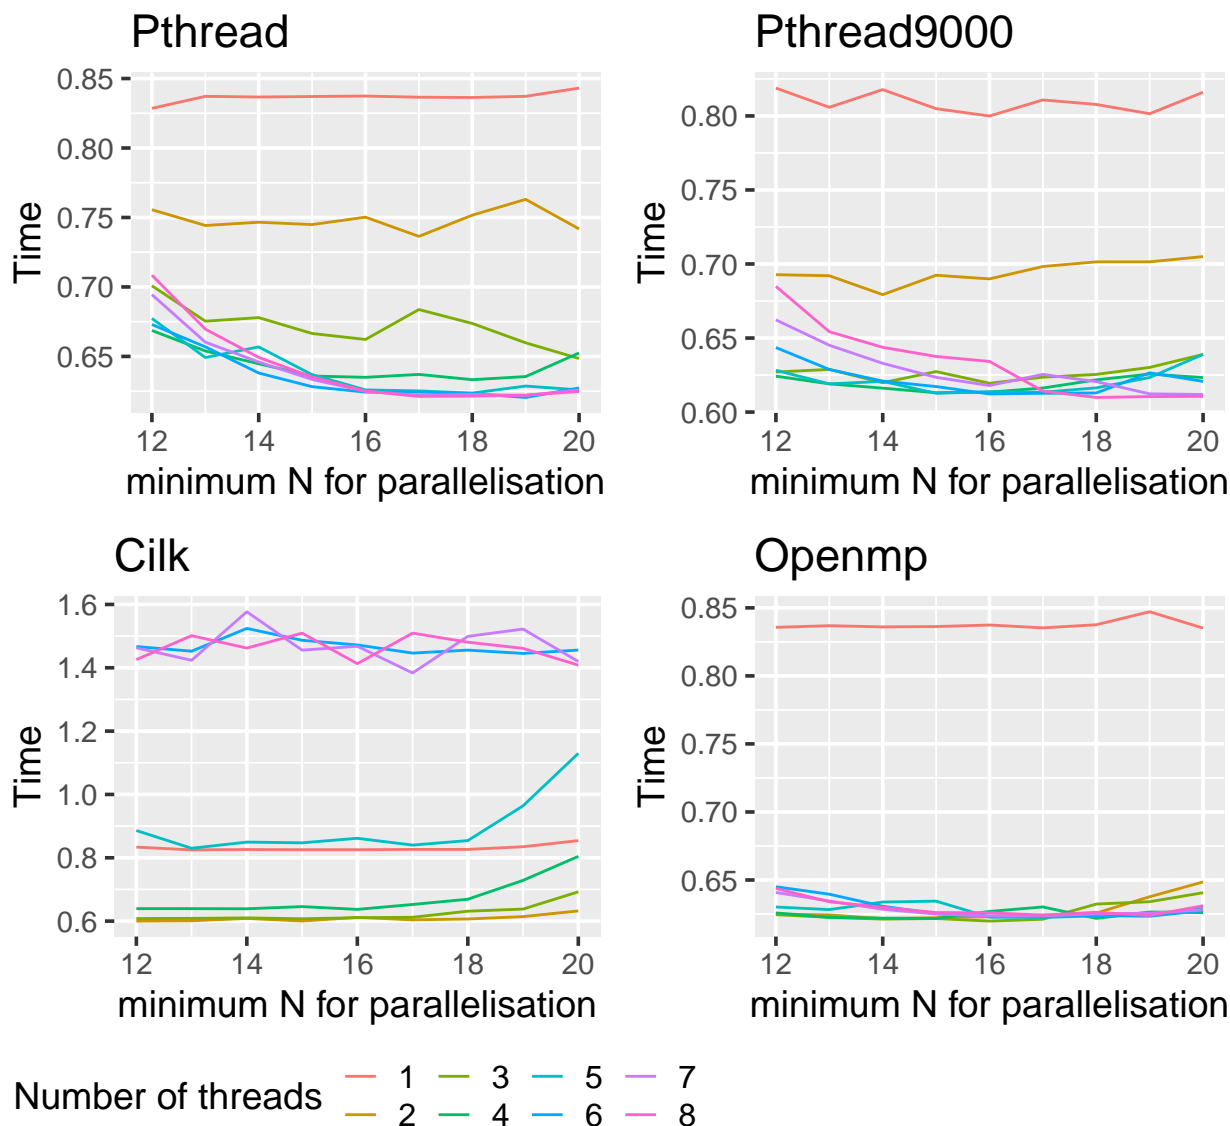 Pthread
Pthread9000
0.85
0.80
0.75
0.70
0.65
Time
12 14 16 18 20
minimum N for parallelisation
0.80
0.75
0.70
0.65
0.60
Time
12 14 16 18 20
minimum N for parallelisation
Cilk
Openmp
1.6
1.4
1.2
1.0
0.8
0.6
Time
12 14 16 18 20
minimum N for parallelisation
0.85
0.80
0.75
0.70
0.65
Time
12 14 16 18 20
minimum N for parallelisation
Number of threads
1 3 5 7
2 4 6 8